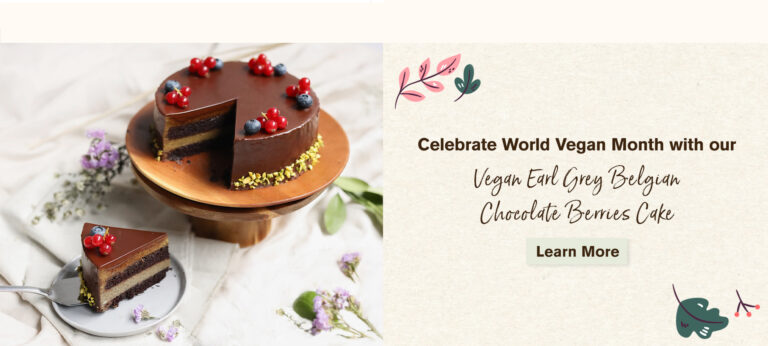 Celebrate World Vegan Month with our
Vegan Earl Grey Belgian
Chocolate Berries Cake
Learn More